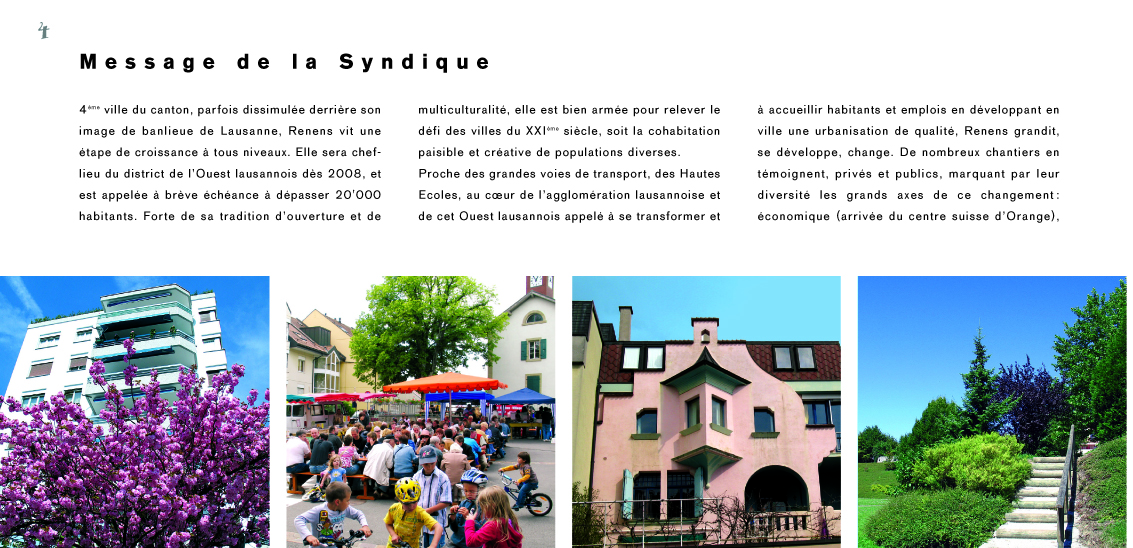 4
Message de la Syndique
4ème ville du canton, parfois dissimulée derrière son
image de banlieue de Lausanne, Renens vit une
étape de croissance à tous niveaux. Elle sera chef-
lieu du district de l'Ouest lausannois dès 2008, et
est appelée à brève échéance à dépasser 20'000
habitants. Forte de sa tradition d'ouverture et de
multiculturalité, elle est bien armée pour relever le
défi des villes du XXIème siècle, soit la cohabitation
paisible et créative de populations diverses.
Proche des grandes voies de transport, des Hautes
Ecoles, au cœur de l'agglomération lausannoise et
de cet Ouest lausannois appelé à se transformer et
à accueillir habitants et emplois en développant en
ville une urbanisation de qualité, Renens grandit,
se développe, change. De nombreux chantiers en
témoignent, privés et publics, marquant par leur
diversité les grands axes de ce changement :
économique (arrivée du centre suisse d'Orange),